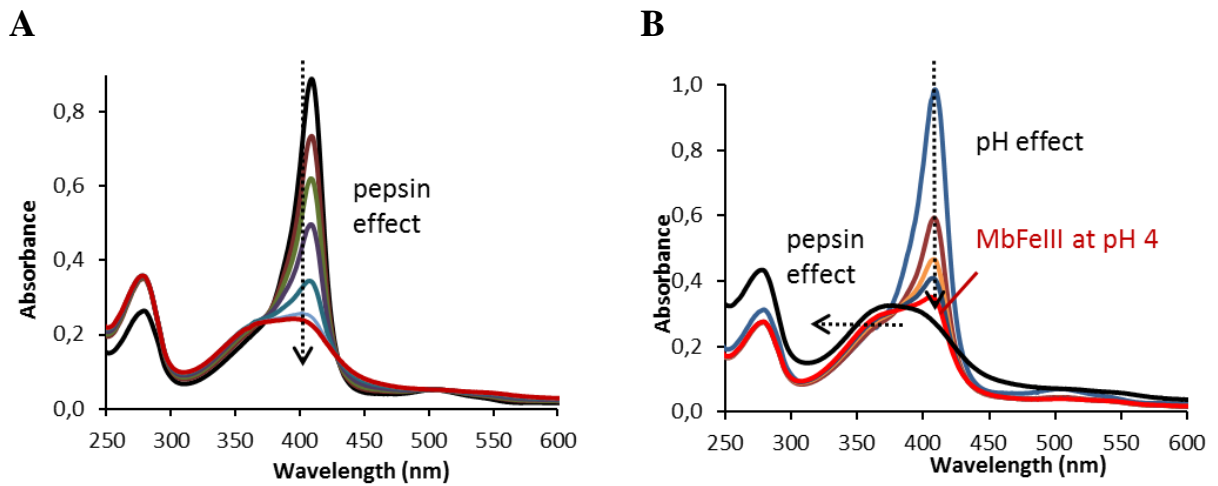 A
0,8
0,6
0,4
0,2
0,0
Absorbance
250 300 350 400 450 500 550 600
Wavelength (nm)
pepsin
effect
B
1,0
0,8
0,6
0,4
0,2
0,0
Absorbance
250 300 350 400 450 500 550 600
Wavelength (nm)
pH effect
MbFeIII at pH 4
pepsin
effect